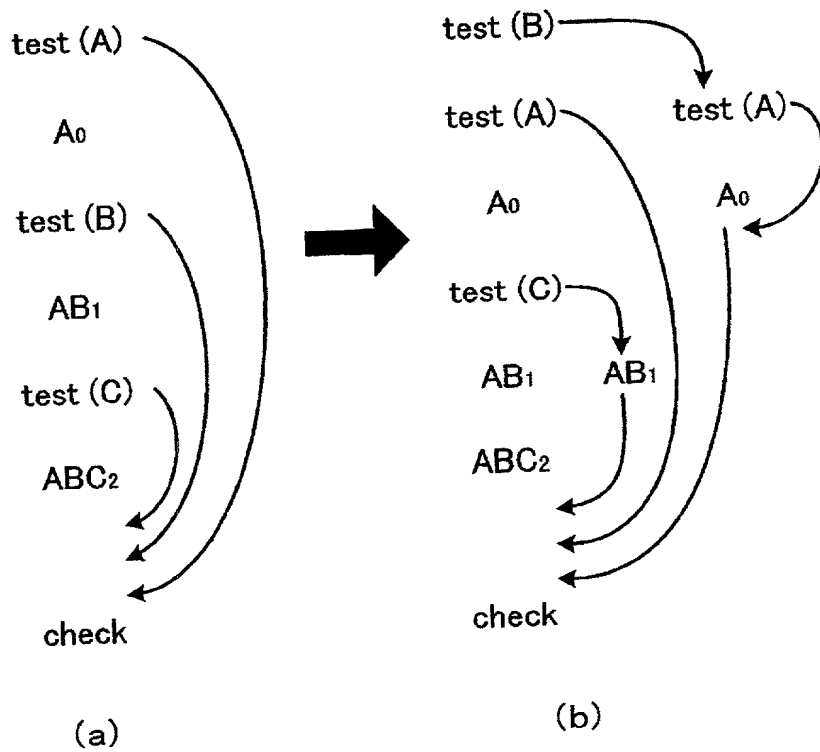 test (A)
A0
test (B)
AB1
test (C)
ABC2
check
(a)
test (B)
test (A)
test (A)
A0
A0
test (C)
AB1
AB1
ABC2
check
(b)